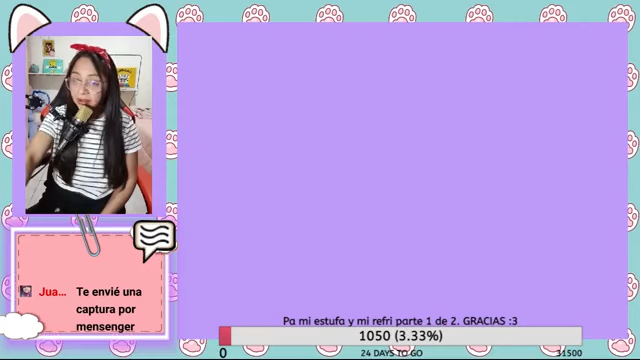 Jua... Te envié una
captura por
mensenger
Pa mi estufa y mi refri parte 1 de 2. GRACIAS :3
1050 (3.33%)
0 24 DAYS TO GO 31500